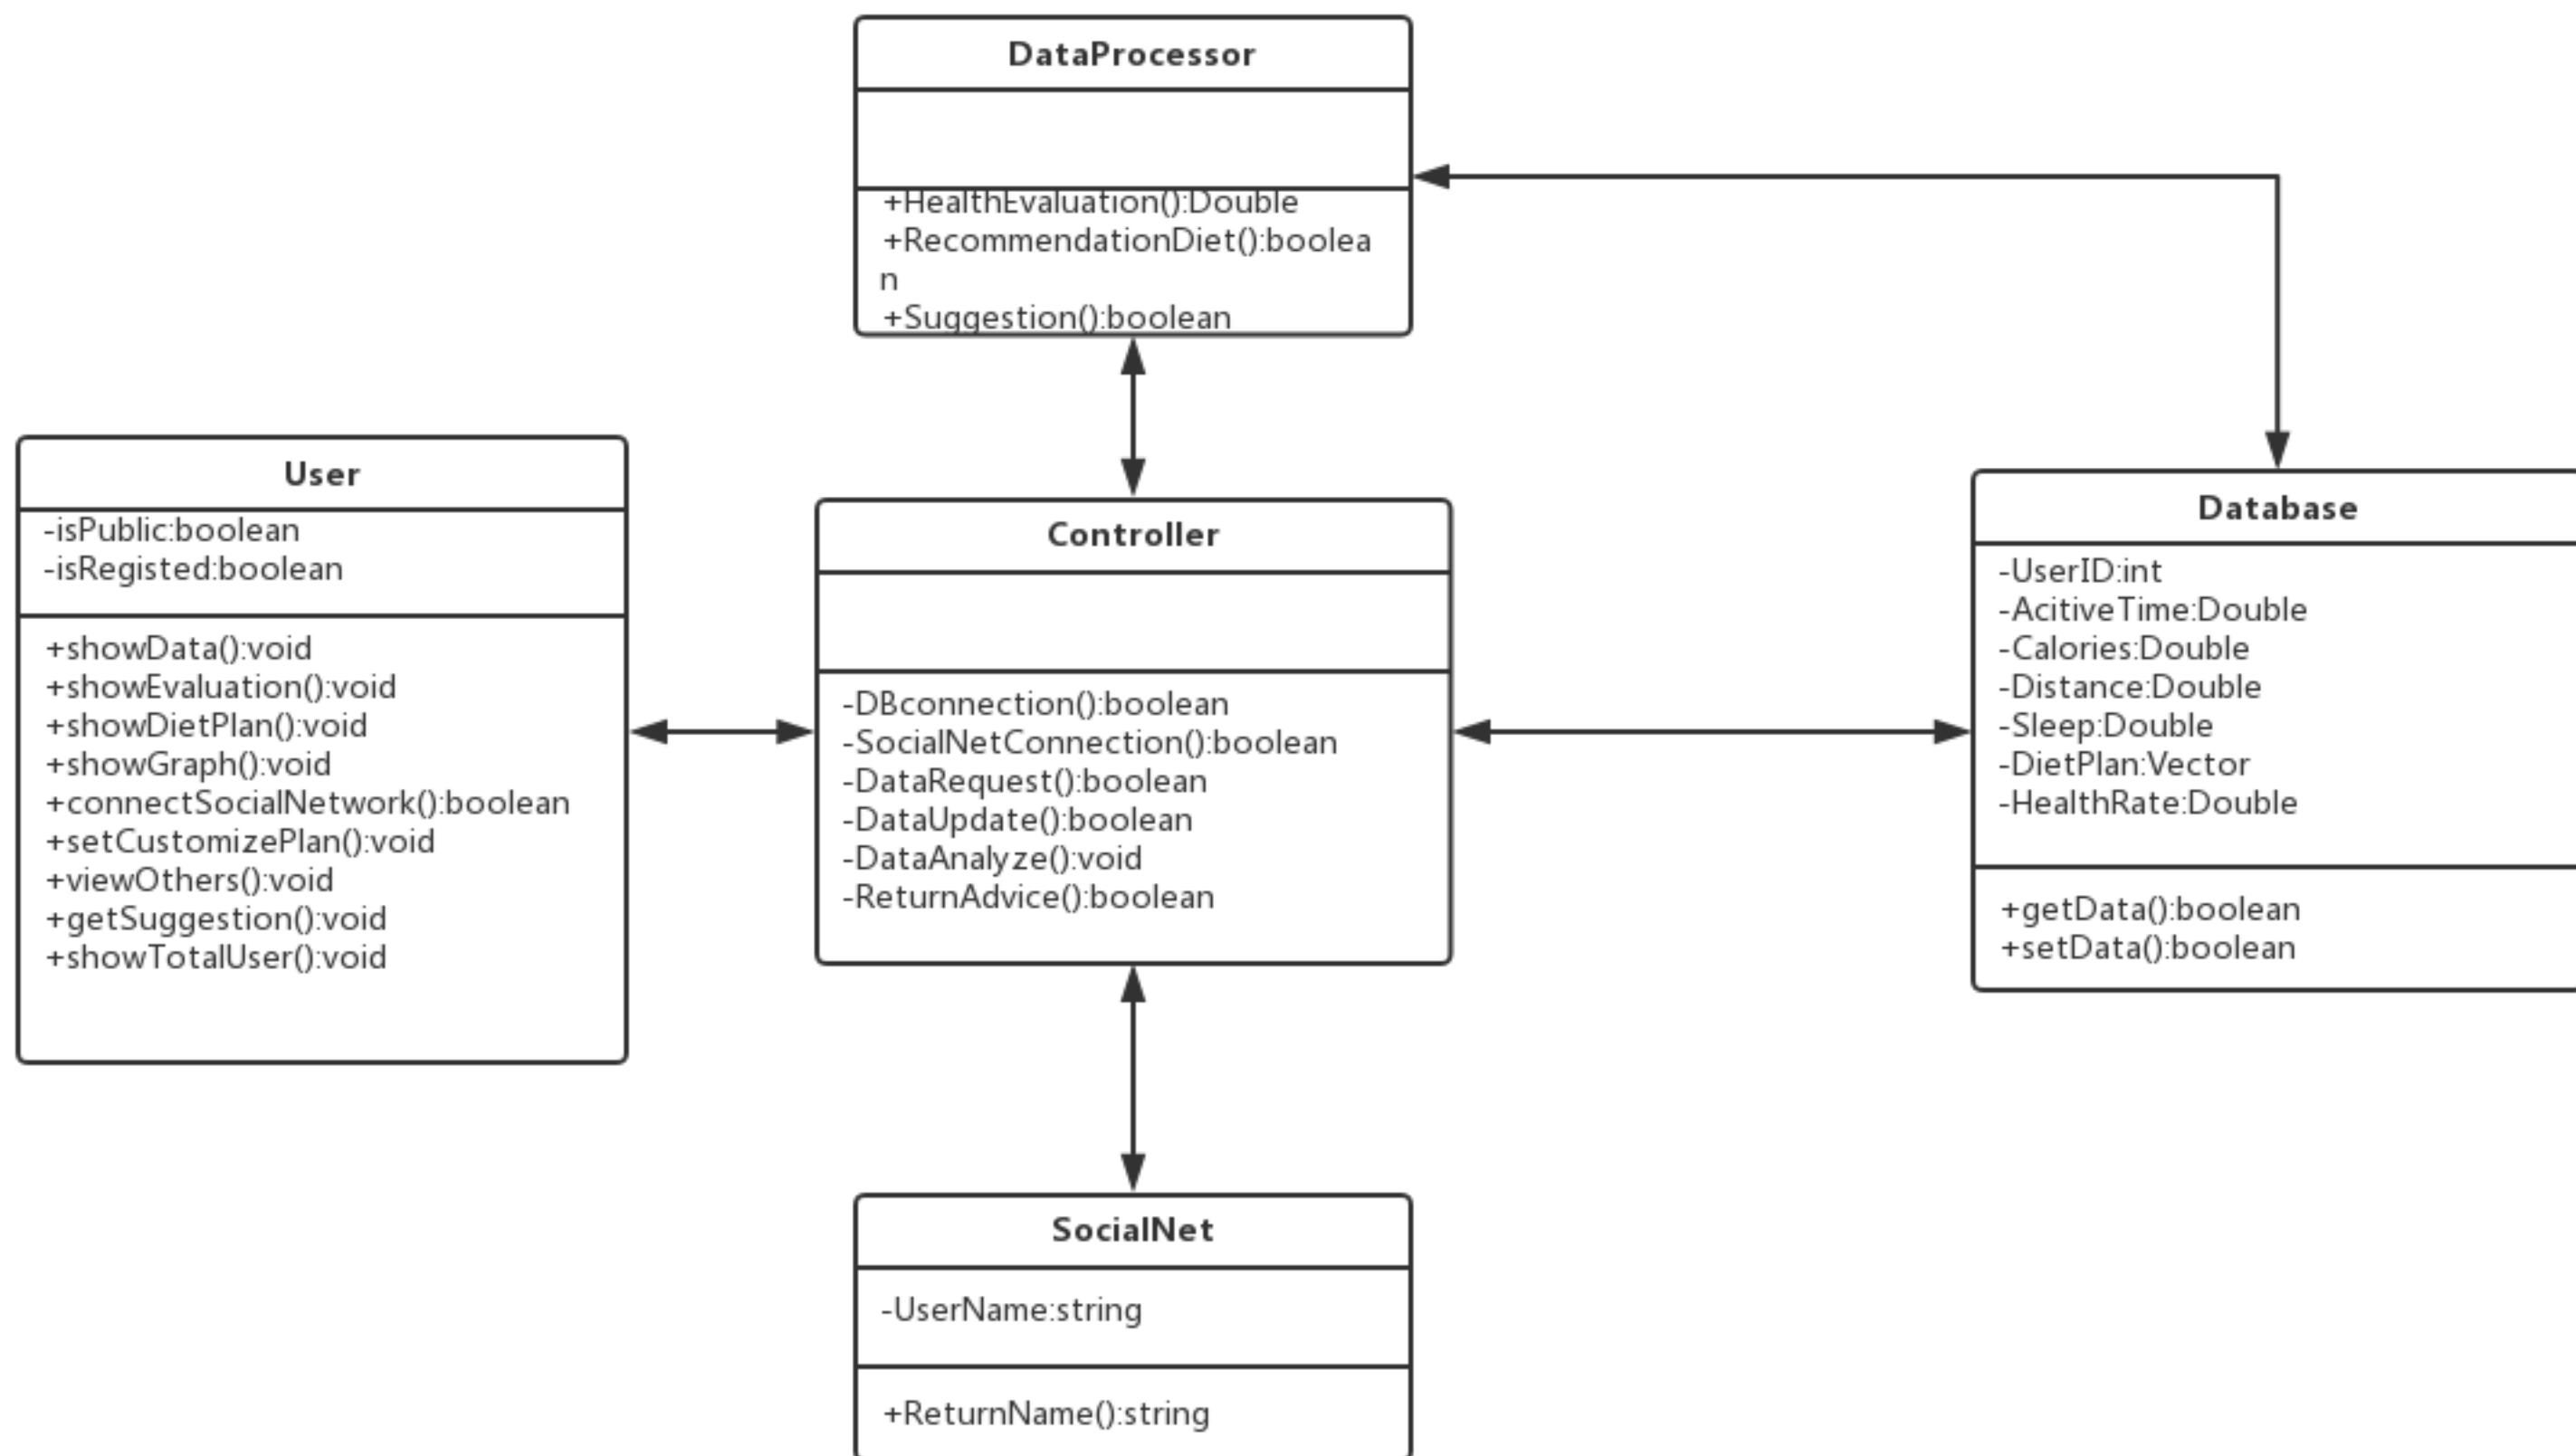 DataProcessor
+HealthEvaluation():Double
+RecommendationDiet():boolea
n
+Suggestion():boolean
User
-isPublic:boolean
-isRegisted:boolean
+showData():void
+showEvaluation():void
+showDietPlan():void
+showGraph():void
+connectSocialNetwork():boolean
+setCustomizePlan():void
+viewOthers():void
+getSuggestion():void
+showTotalUser():void
Controller
-DBconnection():boolean
-SocialNetConnection():boolean
-DataRequest():boolean
-DataUpdate():boolean
-DataAnalyze():void
-ReturnAdvice():boolean
Database
-UserID:int
-AcitiveTime:Double
-Calories:Double
-Distance:Double
-Sleep:Double
-DietPlan:Vector
-HealthRate:Double
+getData():boolean
+setData():boolean
SocialNet
-UserName:string
+ReturnName():string